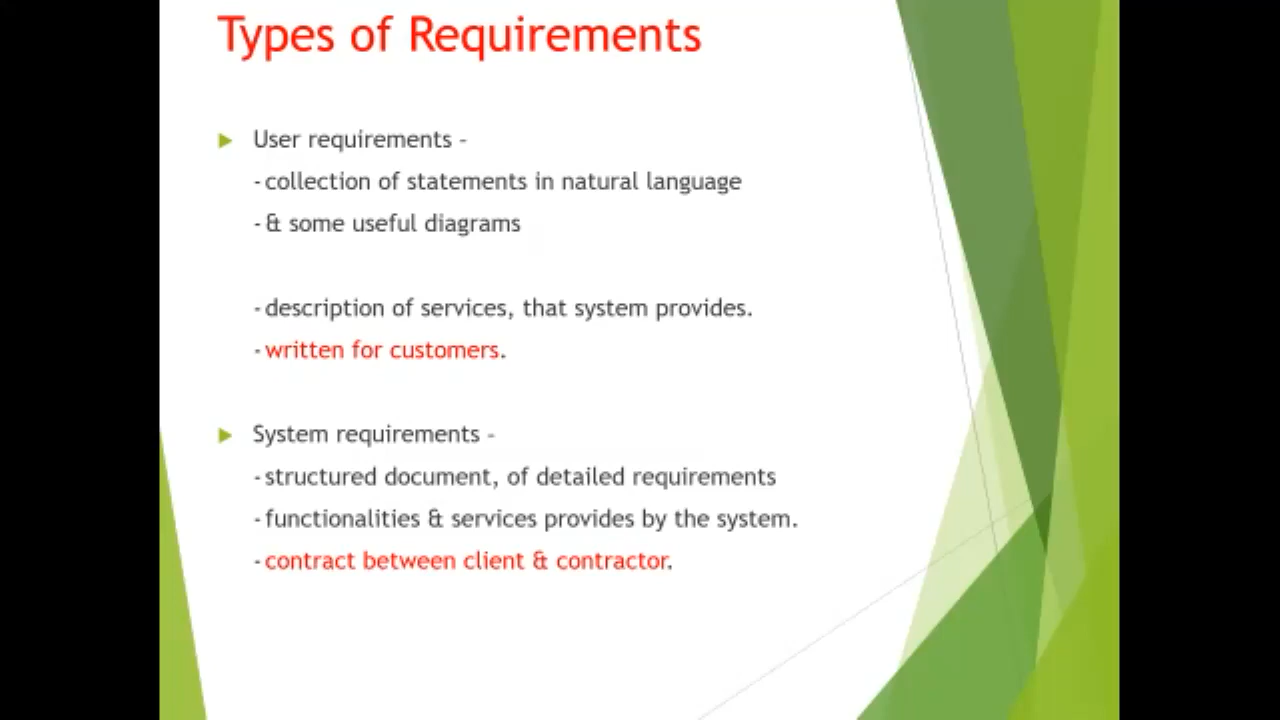 Types of Requirements
User requirements –
-collection of statements in natural language
-& some useful diagrams
-description of services, that system provides.
-written for customers.
System requirements –
-structured document, of detailed requirements
-functionalities & services provides by the system.
-contract between client & contractor.